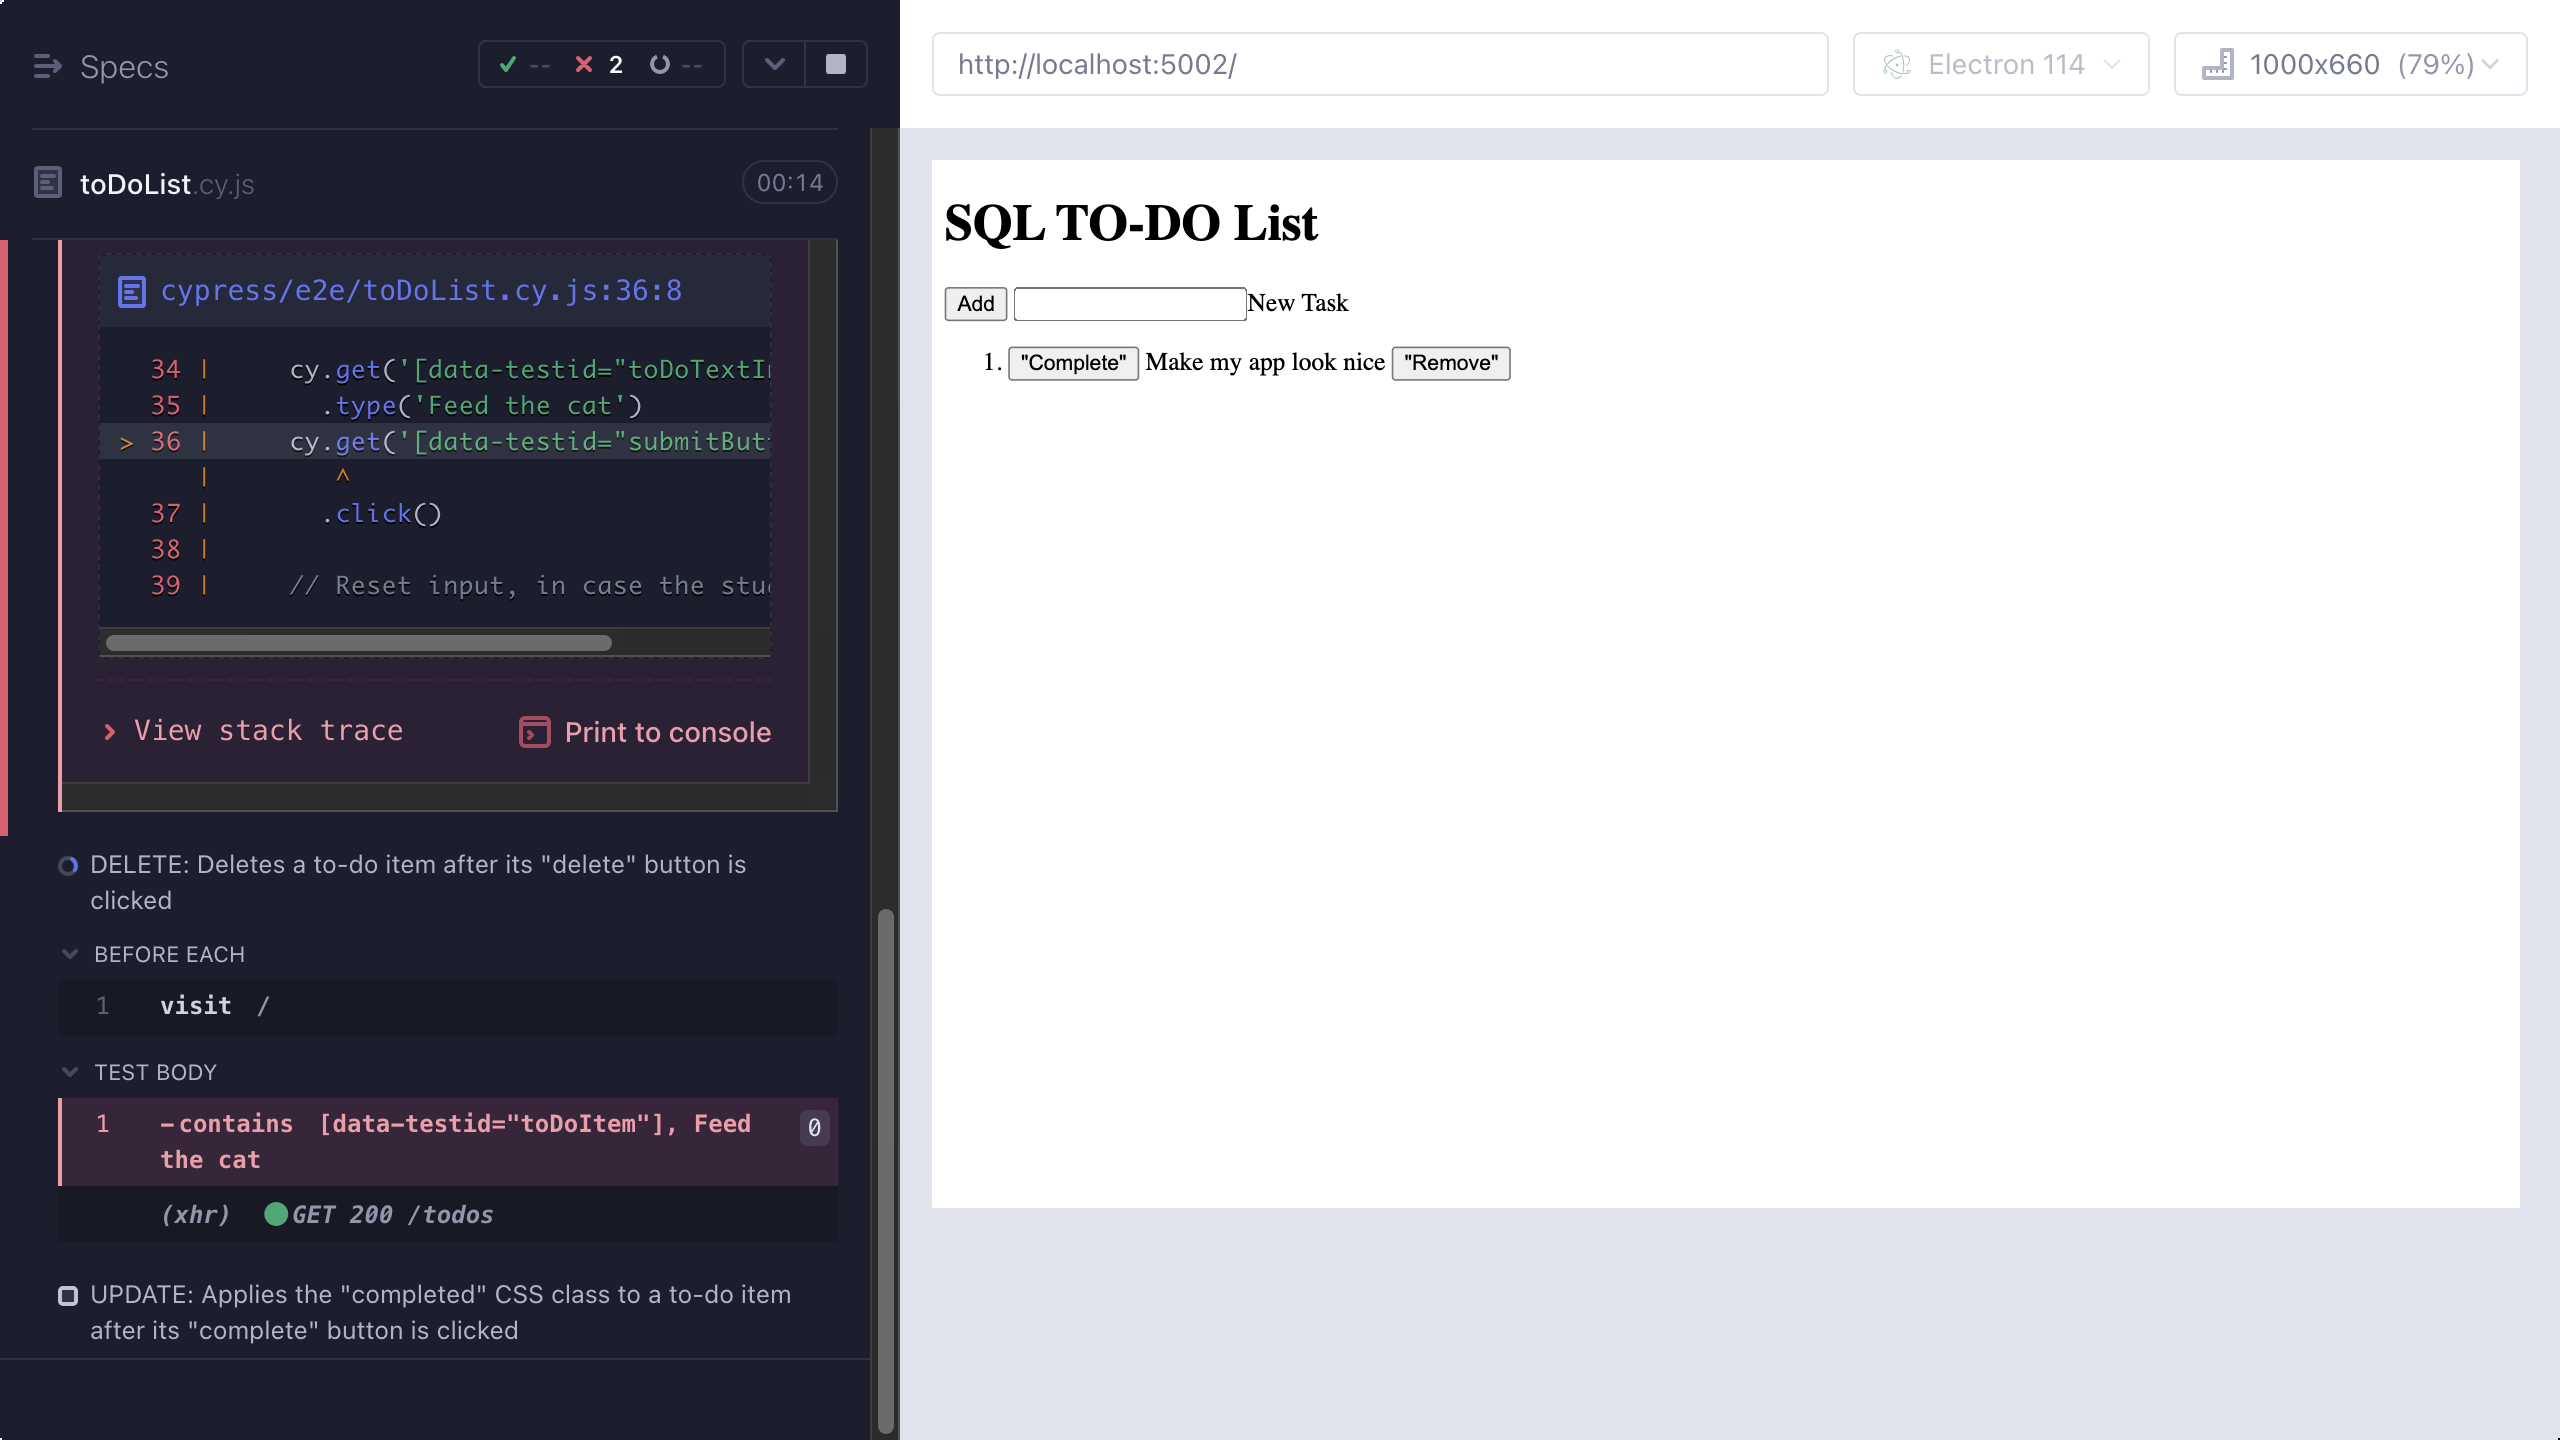 Specs
-- 2 --
toDoList.cy.js
00:14
cypress/e2e/toDoList.cy.js:36:8
34 | cy.get('[data-testid="toDoTextI
35 | .type('Feed the cat')
> 36 | cy.get('[data-testid="submitBut
| ^
37 | .click()
38 |
39 | // Reset input, in case the stu
View stack trace
Print to console
DELETE: Deletes a to-do item after its "delete" button is
clicked
BEFORE EACH
1 visit /
TEST BODY
1 -contains [data-testid="toDoItem"], Feed
the cat
0
(xhr) GET 200 /todos
UPDATE: Applies the "completed" CSS class to a to-do item
after its "complete" button is clicked
http://localhost:5002/
Electron 114
1000x660 (79%)
SQL TO-DO List
Add New Task
1. "Complete" Make my app look nice "Remove"